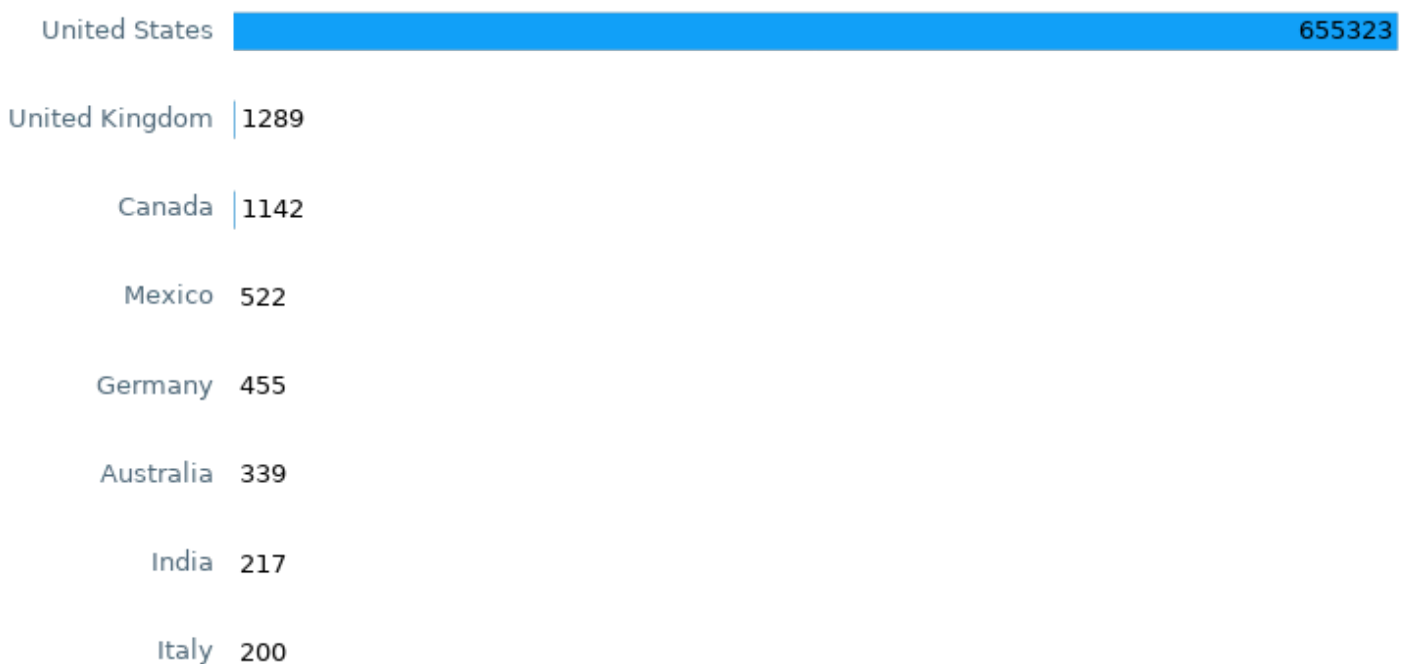 United States 655323
United Kingdom 1289
Canada 1142
Mexico 522
Germany 455
Australia 339
India 217
Italy 200